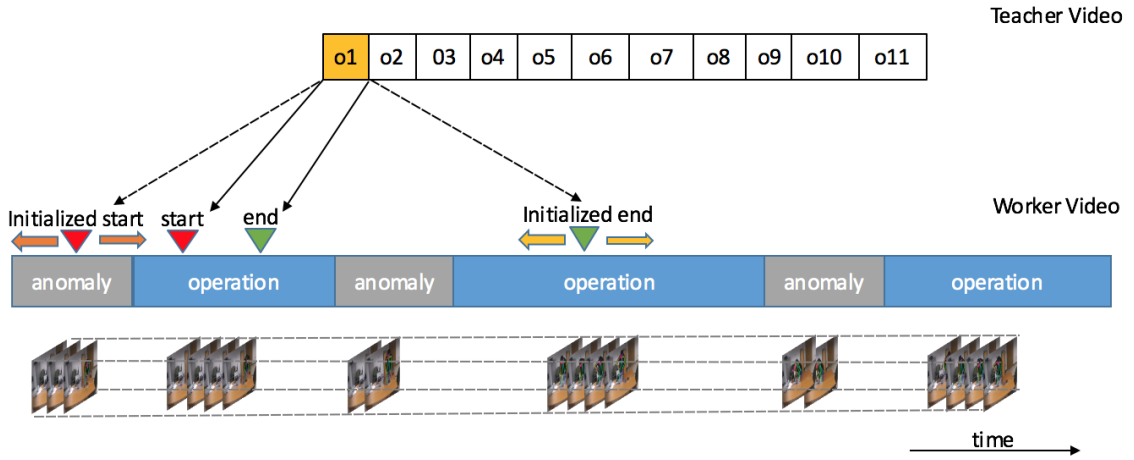 Teacher Video
o1 o2 03 o4 o5 o6 o7 o8 o9 o10 o11
Initialized start start end Initialized end Worker Video
anomaly operation anomaly operation anomaly operation
time